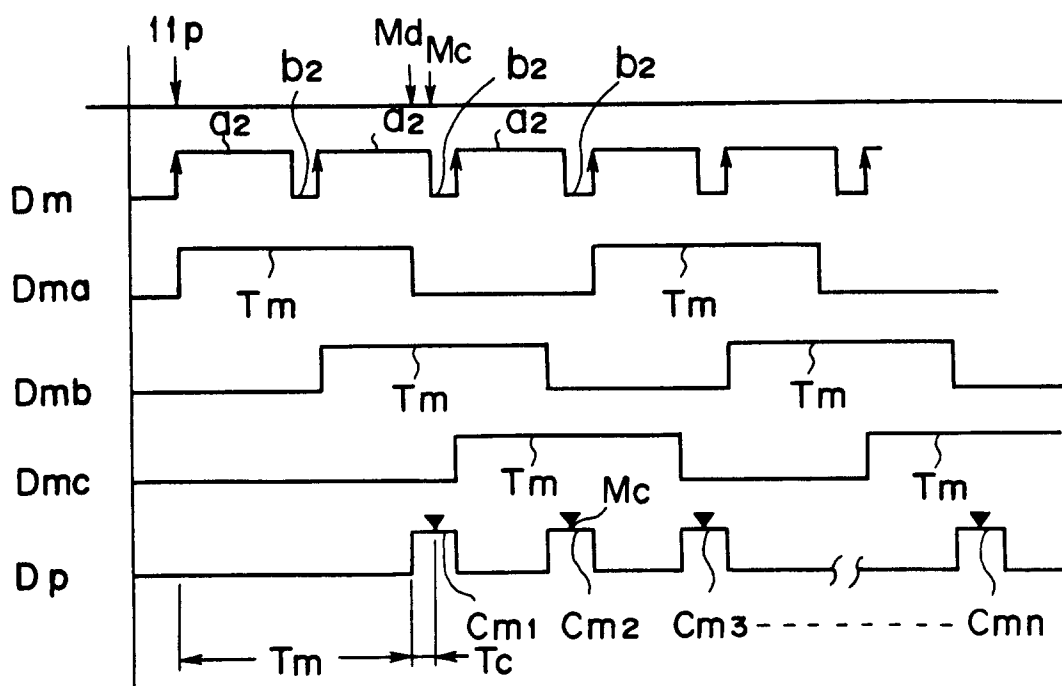 11p Md Mc
b2 b2 b2
a2 a2 a2
Dm
Dma Tm Tm
Dmb Tm Tm
Dmc Tm Tm
Mc
Dp
Cm1 Cm2 Cm3 - - - - - - - - Cmn
Tm Tc